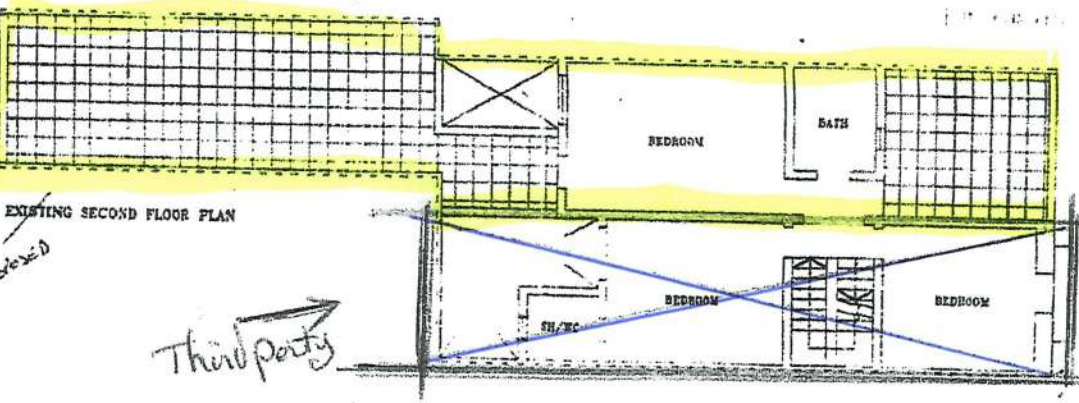 BEDROOM
BATH
EXISTING SECOND FLOOR PLAN
BEDROOM
BEDROOM
SH/WC
Third Party